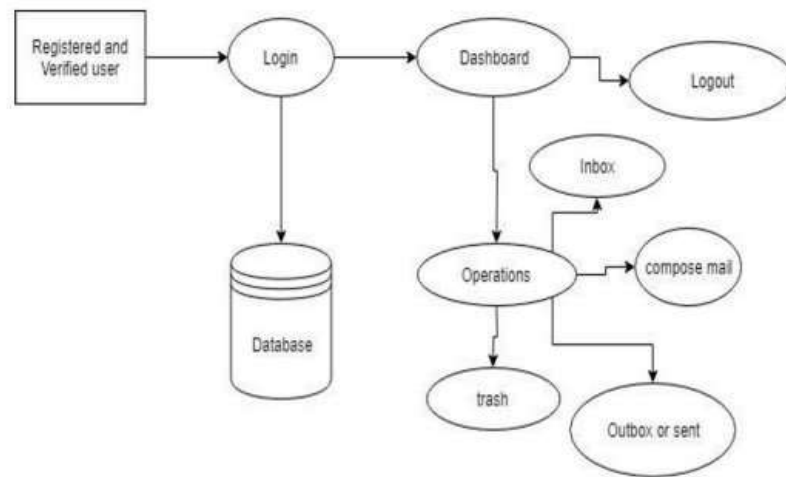 Registered and
Verified user
Login
Dashboard
Logout
Inbox
Operations
compose mail
Database
trash
Outbox or sent